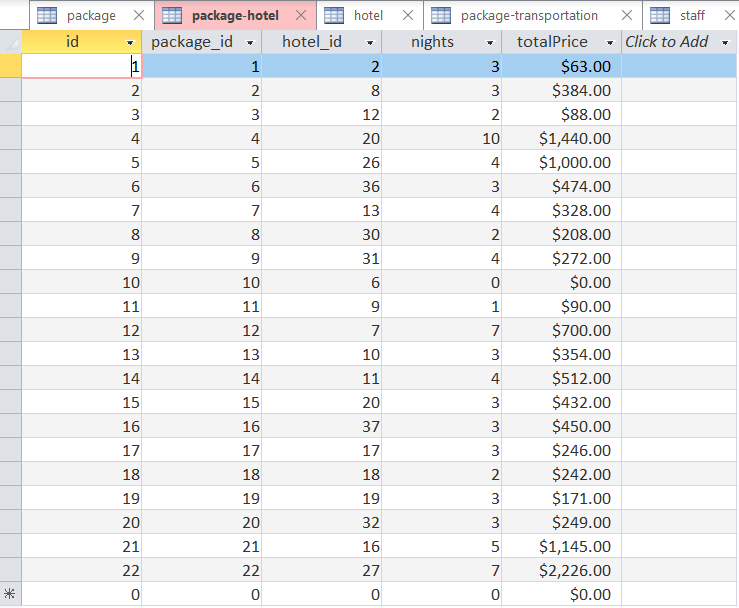 package package-hotel hotel package-transportation staff
id package_id hotel_id nights totalPrice Click to Add
1 1 2 3 $63.00
2 2 8 3 $384.00
3 3 12 2 $88.00
4 4 20 10 $1,440.00
5 5 26 4 $1,000.00
6 6 36 3 $474.00
7 7 13 4 $328.00
8 8 30 2 $208.00
9 9 31 4 $272.00
10 10 6 0 $0.00
11 11 9 1 $90.00
12 12 7 7 $700.00
13 13 10 3 $354.00
14 14 11 4 $512.00
15 15 20 3 $432.00
16 16 37 3 $450.00
17 17 17 3 $246.00
18 18 18 2 $242.00
19 19 19 3 $171.00
20 20 32 3 $249.00
21 21 16 5 $1,145.00
22 22 27 7 $2,226.00
0 0 0 0 $0.00